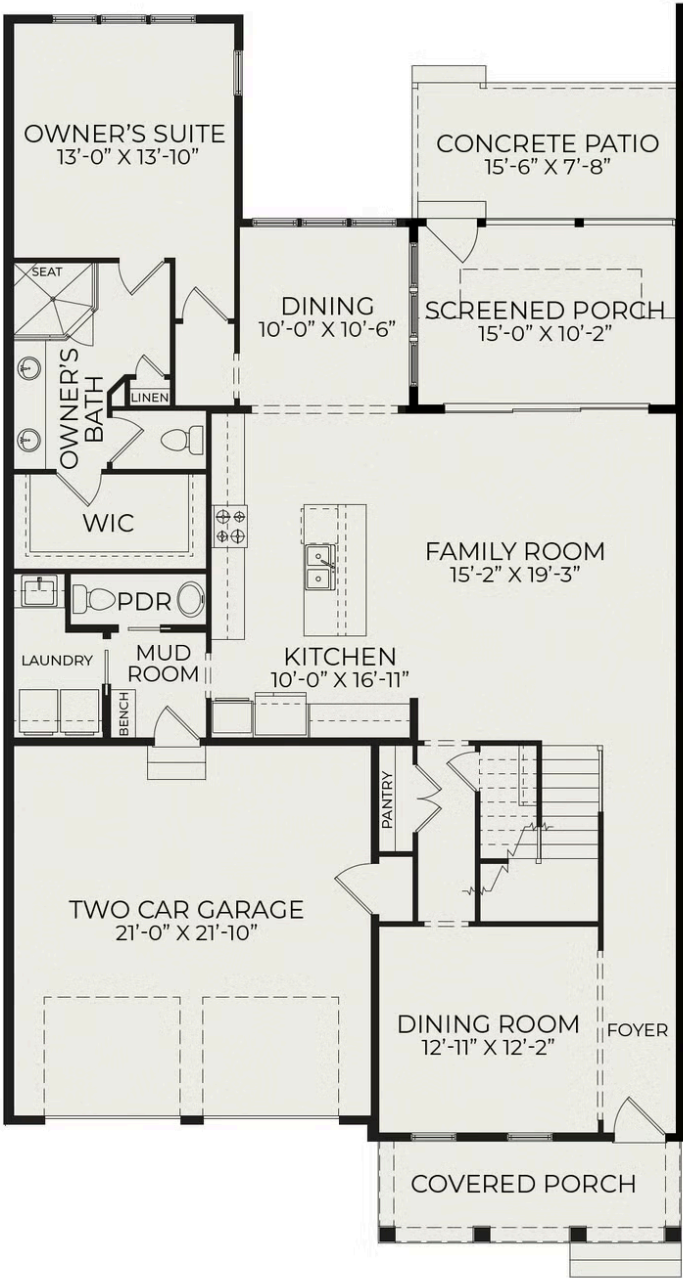 OWNER'S SUITE
13'-0" X 13'-10"
CONCRETE PATIO
15'-6" X 7'-8"
SEAT
DINING
10'-0" X 10'-6"
SCREENED PORCH
15'-0" X 10'-2"
OWNER'S
BATH
LINEN
WIC
FAMILY ROOM
15'-2" X 19'-3"
PDR
LAUNDRY
MUD
ROOM
KITCHEN
10'-0" X 16'-11"
BENCH
PANTRY
TWO CAR GARAGE
21'-0" X 21'-10"
DINING ROOM
12'-11" X 12'-2"
FOYER
COVERED PORCH